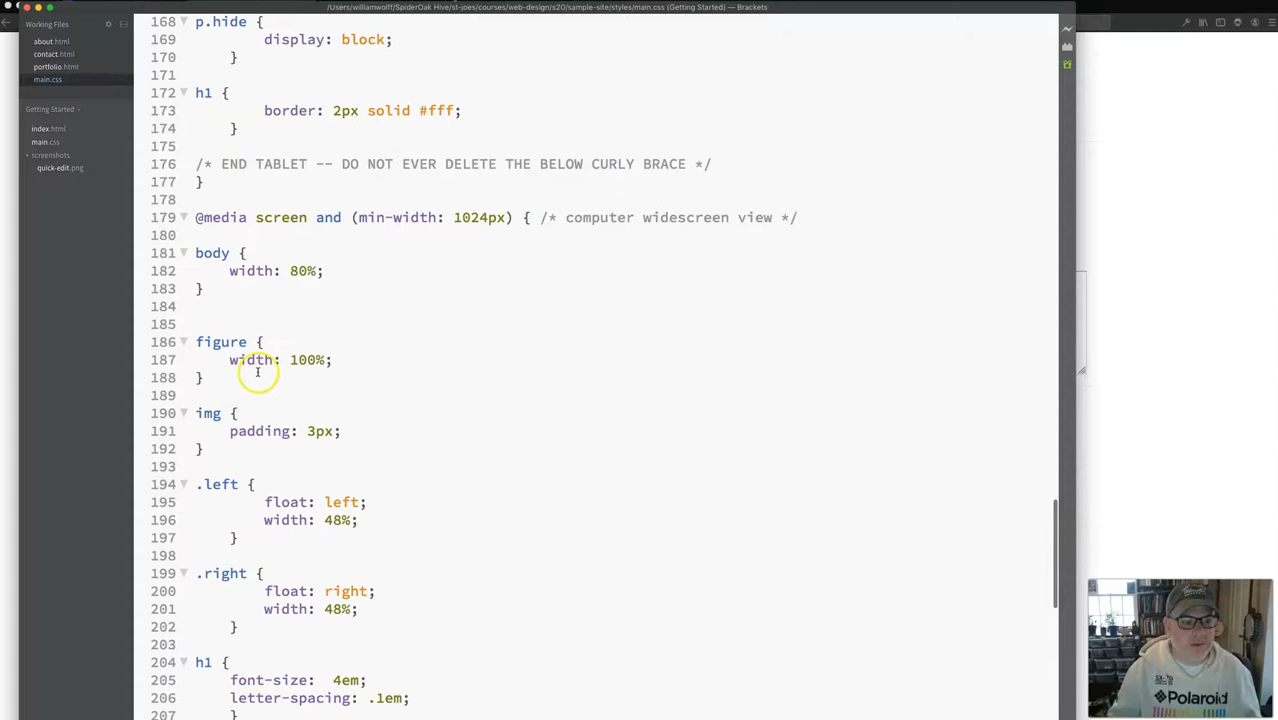 /Users/williamwolff/SpiderOak Hive/st-joes/courses/web-design/s20/sample-site/styles/main.css (Getting Started) — Brackets
Working Files
about.html
contact.html
portfolio.html
main.css
Getting Started
index.html
main.css
screenshots
quick-edit.png
168 p.hide {
169 display: block;
170 }
171
172 h1 {
173 border: 2px solid #fff;
174 }
175
176 /* END TABLET -- DO NOT EVER DELETE THE BELOW CURLY BRACE */
177 }
178
179 @media screen and (min-width: 1024px) { /* computer widescreen view */
180
181 body {
182 width: 80%;
183 }
184
185
186 figure {
187 width: 100%;
188 }
189
190 img {
191 padding: 3px;
192 }
193
194 .left {
195 float: left;
196 width: 48%;
197 }
198
199 .right {
200 float: right;
201 width: 48%;
202 }
203
204 h1 {
205 font-size: 4em;
206 letter-spacing: .1em;
207 }
SX-70
Polaroid